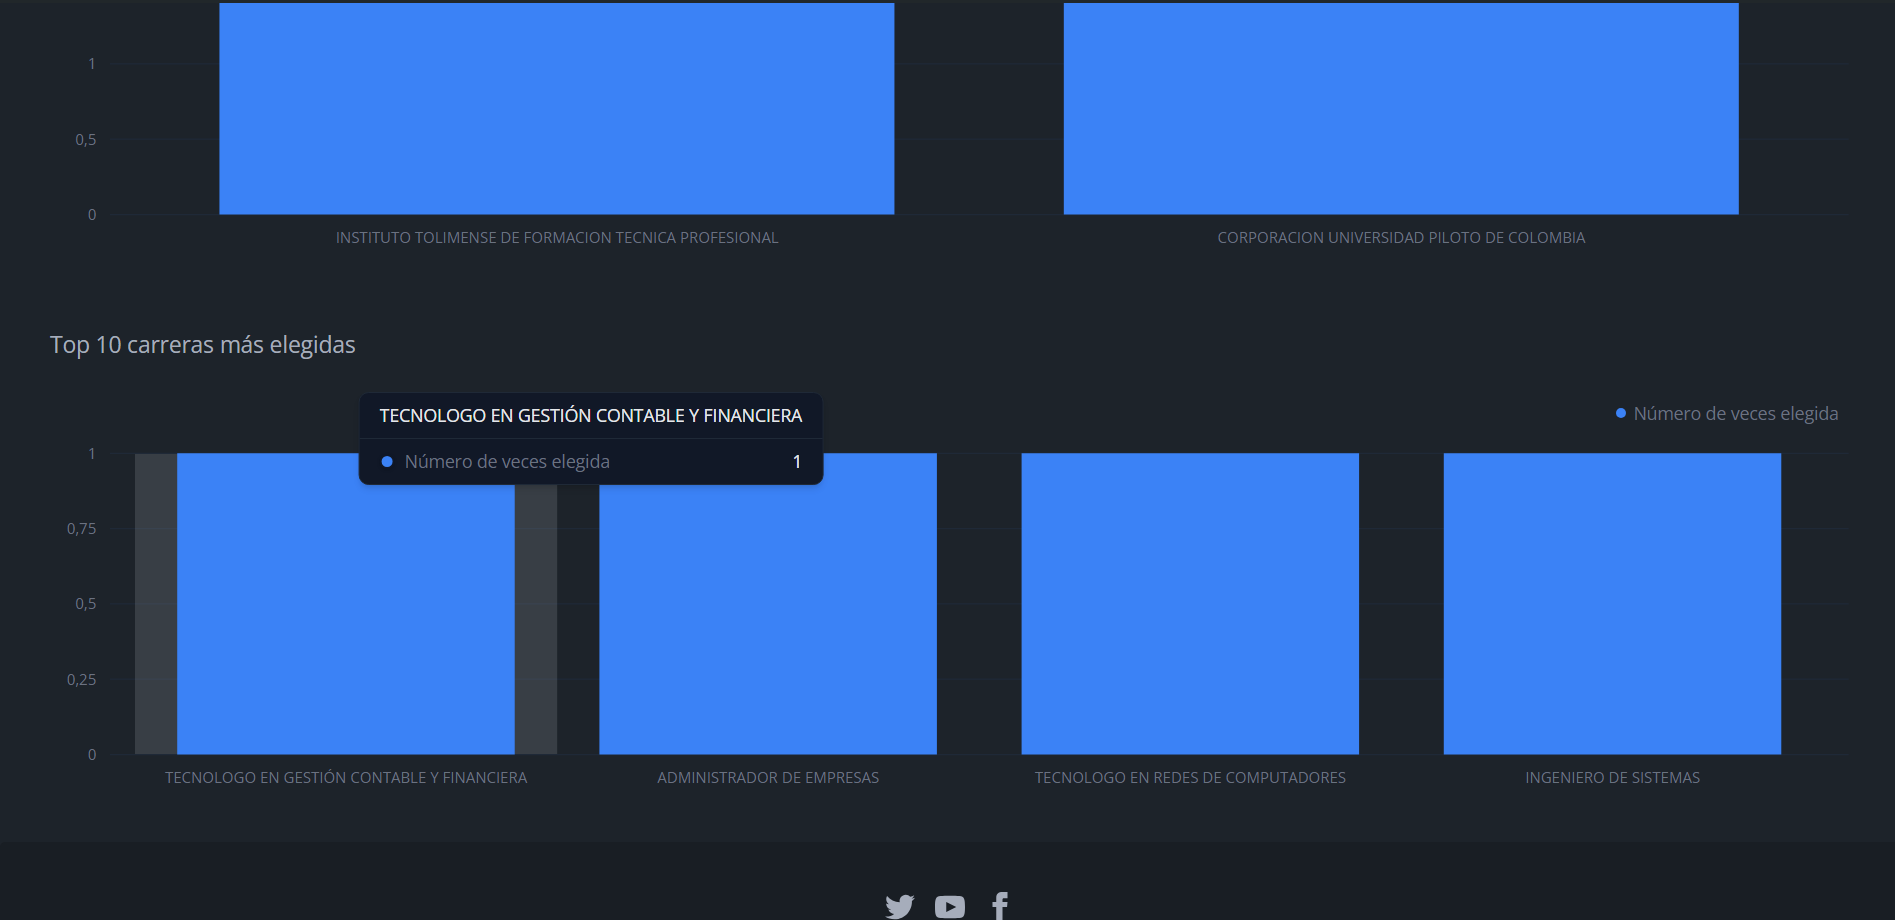 1
0,5
0
INSTITUTO TOLIMENSE DE FORMACION TECNICA PROFESIONAL
CORPORACION UNIVERSIDAD PILOTO DE COLOMBIA
Top 10 carreras más elegidas
Número de veces elegida
TECNOLOGO EN GESTIÓN CONTABLE Y FINANCIERA
Número de veces elegida 1
1
0,75
0,5
0,25
0
TECNOLOGO EN GESTIÓN CONTABLE Y FINANCIERA
ADMINISTRADOR DE EMPRESAS
TECNOLOGO EN REDES DE COMPUTADORES
INGENIERO DE SISTEMAS